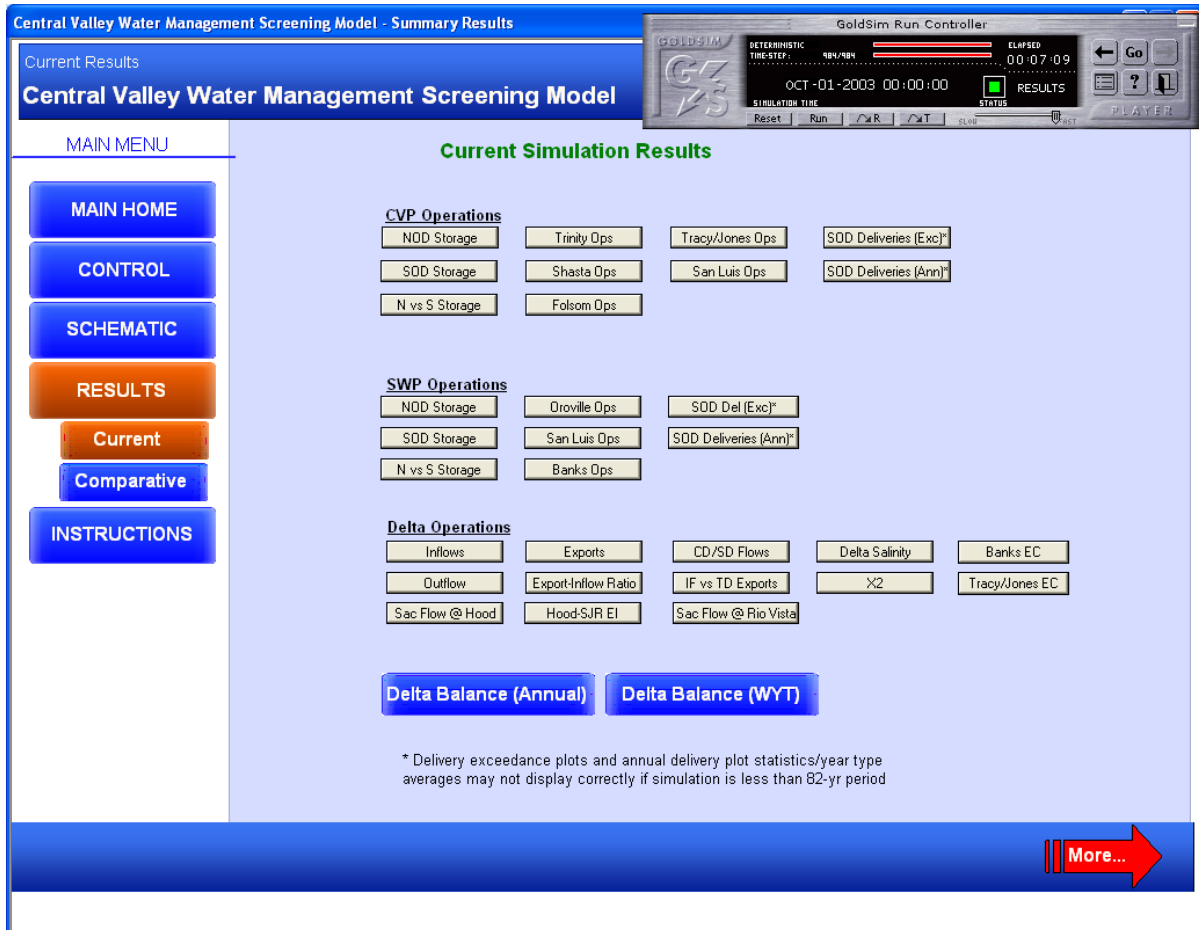 Central Valley Water Management Screening Model - Summary Results
GoldSim Run Controller
GOLDSIM
DETERMINISTIC
ELAPSED
TIME-STEP: 984/984
00:07:09
Go
OCT-01-2003 00:00:00
RESULTS
?
SIMULATION TIME
STATUS
PLAYER
Reset Run R T SLOW FAST
Current Results
Central Valley Water Management Screening Model
MAIN MENU
MAIN HOME
CONTROL
SCHEMATIC
RESULTS
Current
Comparative
INSTRUCTIONS
Current Simulation Results
CVP Operations
NOD Storage Trinity Ops Tracy/Jones Ops SOD Deliveries (Exc)*
SOD Storage Shasta Ops San Luis Ops SOD Deliveries (Ann)*
N vs S Storage Folsom Ops
SWP Operations
NOD Storage Oroville Ops SOD Del (Exc)*
SOD Storage San Luis Ops SOD Deliveries (Ann)*
N vs S Storage Banks Ops
Delta Operations
Inflows Exports CD/SD Flows Delta Salinity Banks EC
Outflow Export-Inflow Ratio IF vs TD Exports X2 Tracy/Jones EC
Sac Flow @ Hood Hood-SJR EI Sac Flow @ Rio Vista
Delta Balance (Annual) Delta Balance (WYT)
* Delivery exceedance plots and annual delivery plot statistics/year type
averages may not display correctly if simulation is less than 82-yr period
More...